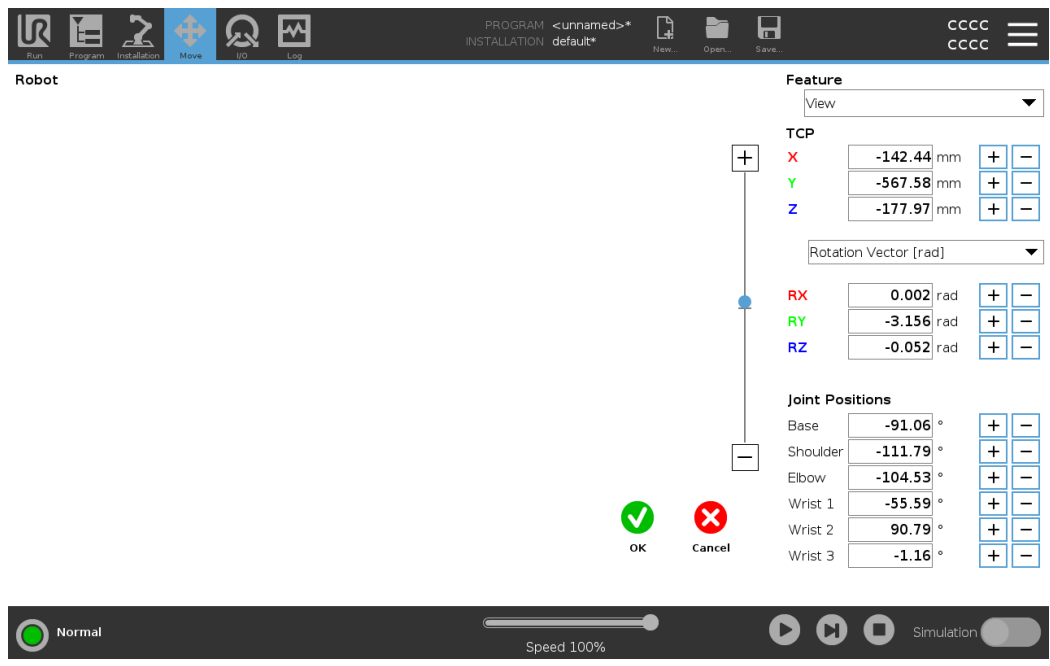 PROGRAM <unnamed>*
INSTALLATION default*
CCCC
CCCC
Run Program Installation Move I/O Log New... Open... Save...
Robot
Feature
View
TCP
X -142.44 mm
Y -567.58 mm
Z -177.97 mm
Rotation Vector [rad]
RX 0.002 rad
RY -3.156 rad
RZ -0.052 rad
Joint Positions
Base -91.06 °
Shoulder -111.79 °
Elbow -104.53 °
Wrist 1 -55.59 °
Wrist 2 90.79 °
Wrist 3 -1.16 °
OK Cancel
Normal
Speed 100%
Simulation